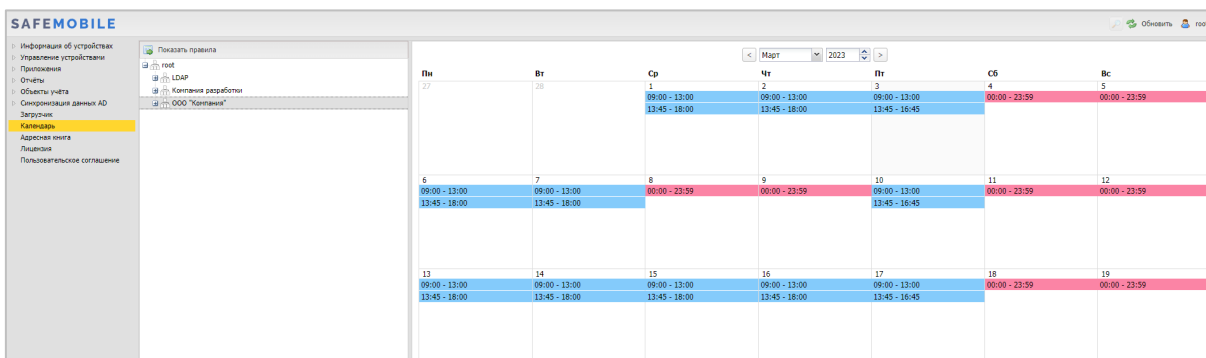 SAFEMOBILE
Обновить root
Информация об устройствах
Управление устройствами
Приложения
Отчёты
Объекты учёта
Синхронизация данных AD
Загрузчик
Календарь
Адресная книга
Лицензия
Пользовательское соглашение
Показать правила
root
LDAP
Компания разработки
ООО "Компания"
< Март 2023 >
Пн Вт Ср Чт Пт Сб Вс
27 28 1 2 3 4 5
09:00 - 13:00 09:00 - 13:00 09:00 - 13:00 00:00 - 23:59 00:00 - 23:59
13:45 - 18:00 13:45 - 18:00 13:45 - 16:45
6 7 8 9 10 11 12
09:00 - 13:00 09:00 - 13:00 00:00 - 23:59 00:00 - 23:59 09:00 - 13:00 00:00 - 23:59 00:00 - 23:59
13:45 - 18:00 13:45 - 18:00 13:45 - 16:45
13 14 15 16 17 18 19
09:00 - 13:00 09:00 - 13:00 09:00 - 13:00 09:00 - 13:00 09:00 - 13:00 00:00 - 23:59 00:00 - 23:59
13:45 - 18:00 13:45 - 18:00 13:45 - 18:00 13:45 - 18:00 13:45 - 16:45